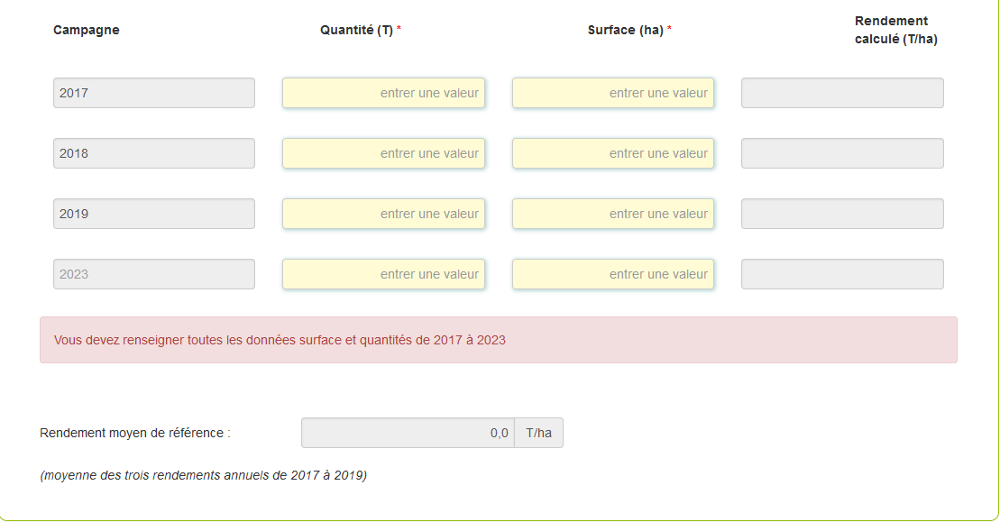 Campagne Quantité (T) * Surface (ha) * Rendement
calculé (T/ha)
2017 entrer une valeur entrer une valeur
2018 entrer une valeur entrer une valeur
2019 entrer une valeur entrer une valeur
2023 entrer une valeur entrer une valeur
Vous devez renseigner toutes les données surface et quantités de 2017 à 2023
Rendement moyen de référence : 0,0 T/ha
(moyenne des trois rendements annuels de 2017 à 2019)